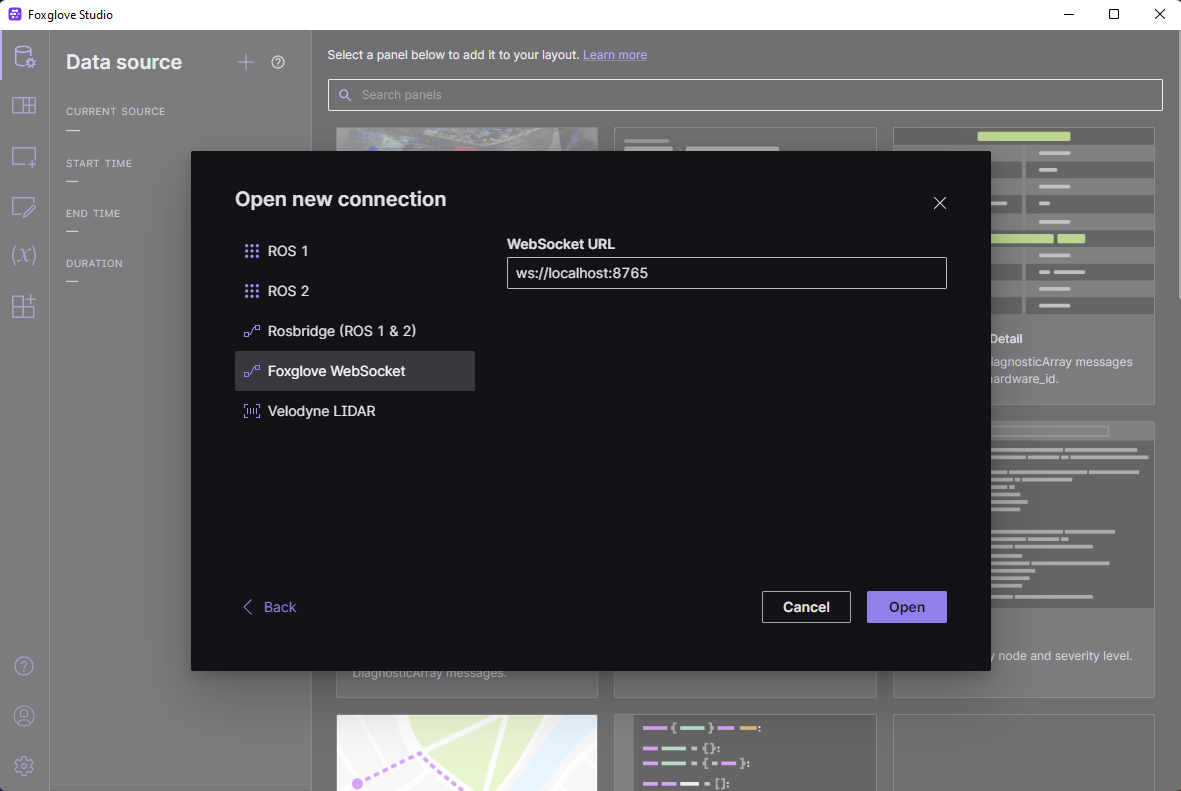 Foxglove Studio
Data source
CURRENT SOURCE
—
START TIME
—
END TIME
—
DURATION
—
Select a panel below to add it to your layout. Learn more
Search panels
Open new connection
ROS 1
ROS 2
Rosbridge (ROS 1 & 2)
Foxglove WebSocket
Velodyne LIDAR
WebSocket URL
ws://localhost:8765
Back
Cancel
Open
Detail
DiagnosticArray messages
hardware_id.
node and severity level.
DiagnosticArray messages.
{ } :
= {}:
= { = }:
= []: